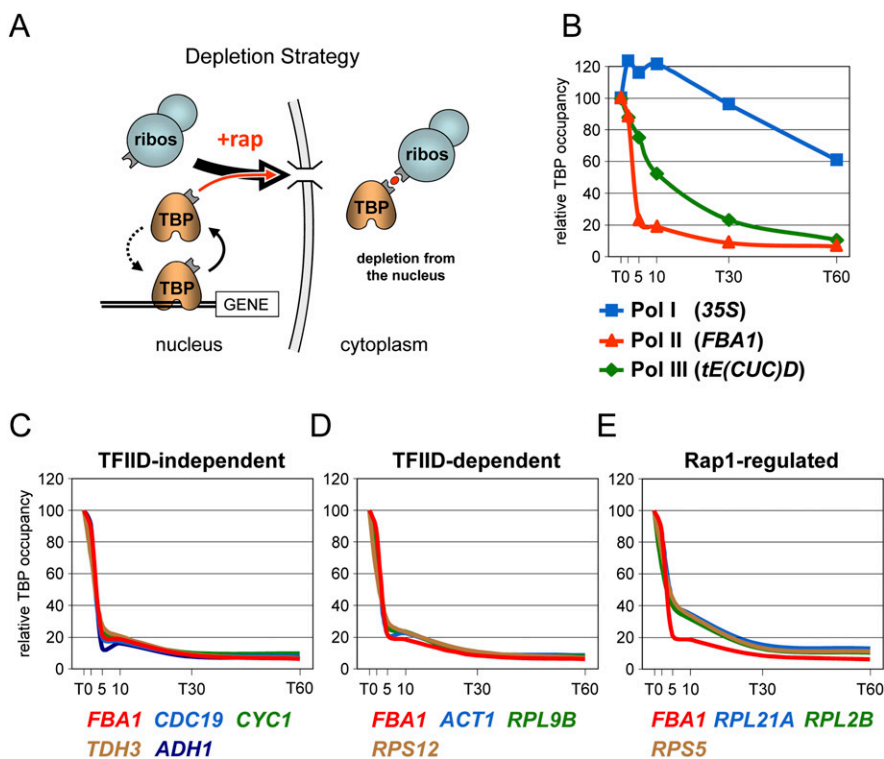 A
Depletion Strategy
ribos
+rap
ribos
TBP
TBP
TBP
GENE
depletion from
the nucleus
nucleus
cytoplasm
B
relative TBP occupancy
120
100
80
60
40
20
0
T0 5 10 T30 T60
Pol I (35S)
Pol II (FBA1)
Pol III (tE(CUC)D)
C
TFIID-independent
relative TBP occupancy
120
100
80
60
40
20
0
T0 5 10 T30 T60
FBA1 CDC19 CYC1
TDH3 ADH1
D
TFIID-dependent
120
100
80
60
40
20
0
T0 5 10 T30 T60
FBA1 ACT1 RPL9B
RPS12
E
Rap1-regulated
120
100
80
60
40
20
0
T0 5 10 T30 T60
FBA1 RPL21A RPL2B
RPS5